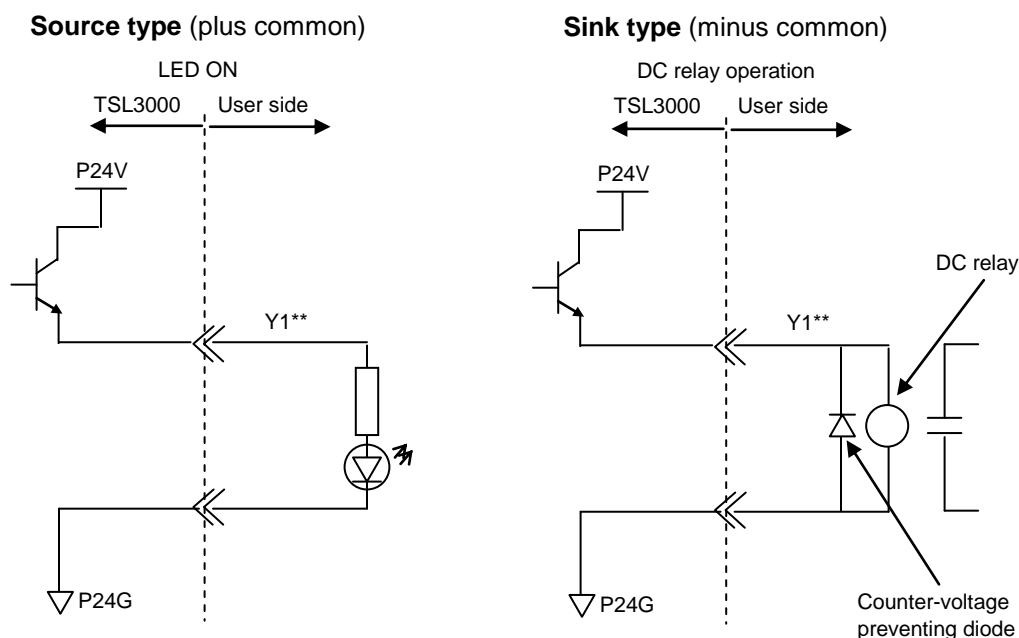 Source type (plus common)
LED ON
TSL3000 User side
P24V
Y1**
P24G
Sink type (minus common)
DC relay operation
TSL3000 User side
P24V
DC relay
Y1**
P24G
Counter-voltage
preventing diode